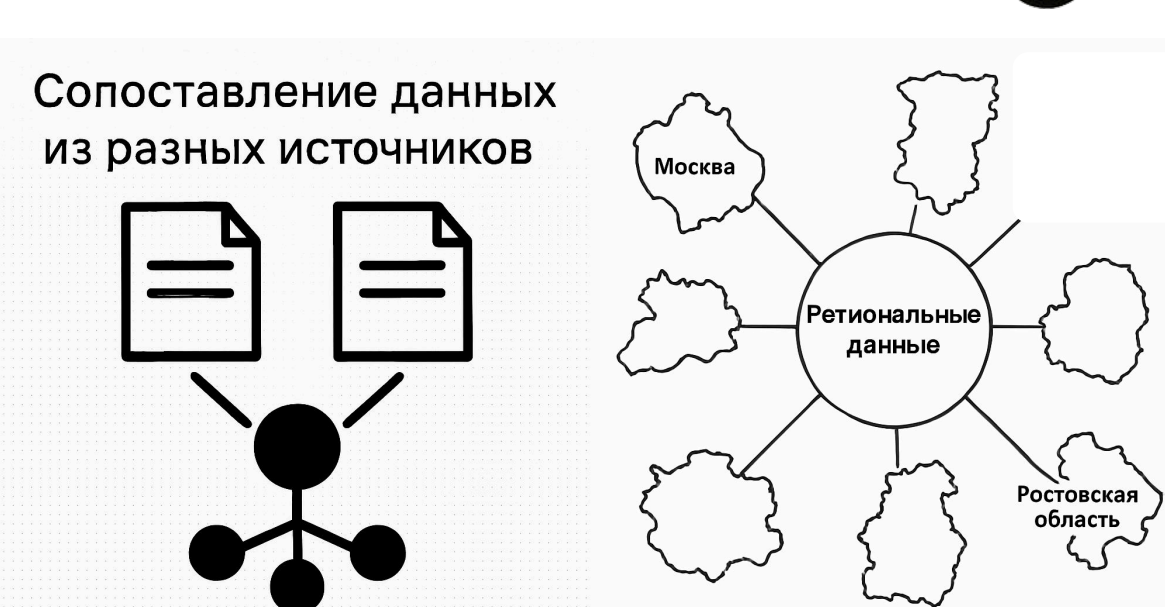 Сопоставление данных
из разных источников
Москва
Ретиональные
данные
Ростовская
область